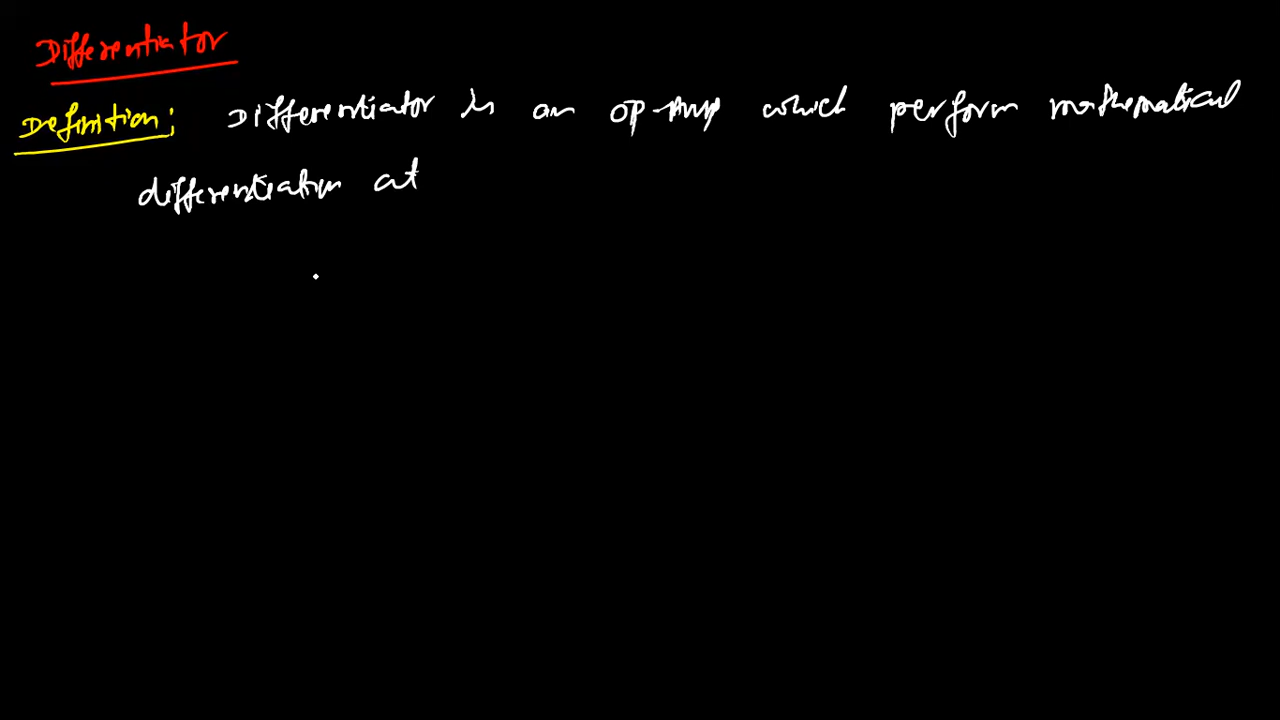 Differentiator
Definition: Differentiator is an OP-Amp which perform mathematical
differentiation at